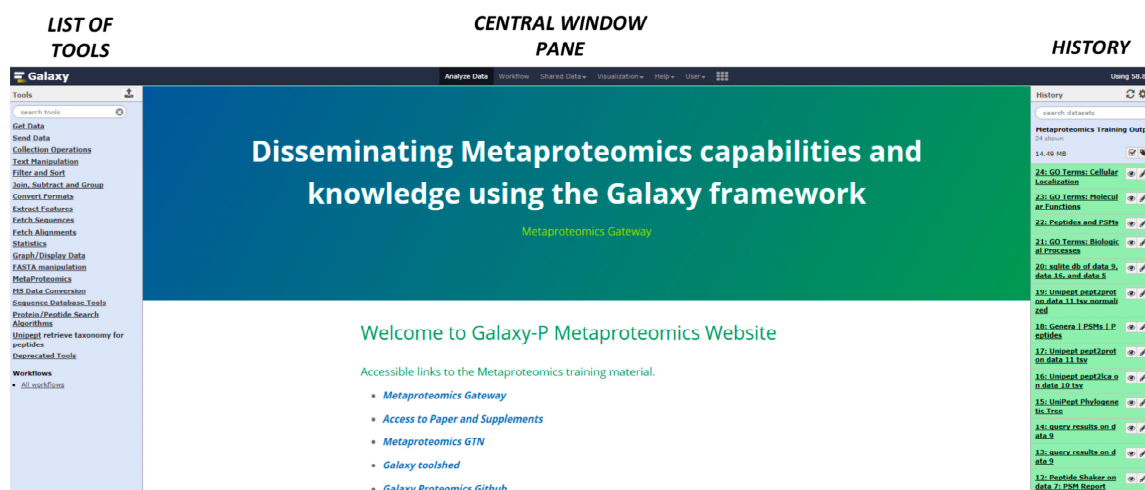 LIST OF
TOOLS
CENTRAL WINDOW
PANE
HISTORY
Galaxy
Analyze Data
Workflow
Shared Data
Visualization
Help
User
Using 58.8
Tools
search tools
Get Data
Send Data
Collection Operations
Text Manipulation
Filter and Sort
Join, Subtract and Group
Convert Formats
Extract Features
Fetch Sequences
Fetch Alignments
Statistics
Graph/Display Data
FASTA manipulation
MetaProteomics
MS Data Conversion
Sequence Database Tools
Protein/Peptide Search
Algorithms
Unipept retrieve taxonomy for
peptides
Deprecated Tools
Workflows
All workflows
Disseminating Metaproteomics capabilities and
knowledge using the Galaxy framework
Metaproteomics Gateway
Welcome to Galaxy-P Metaproteomics Website
Accessible links to the Metaproteomics training material.
Metaproteomics Gateway
Access to Paper and Supplements
Metaproteomics GTN
Galaxy toolshed
Galaxy Proteomics Github
History
search datasets
Metaproteomics Training Outp
24 shown
14.49 MB
24: GO Terms: Cellular
Localization
23: GO Terms: Molecul
ar Functions
22: Peptides and PSMs
21: GO Terms: Biologic
al Processes
20: sqlite db of data 9,
data 16, and data 5
19: Unipept pept2prot
on data 11 tsv normali
zed
18: Genera | PSMs | P
eptides
17: Unipept pept2prot
on data 11 tsv
16: Unipept pept2lca o
n data 10 tsv
15: UniPept Phylogene
tic Tree
14: query results on d
ata 9
13: query results on d
ata 9
12: Peptide Shaker on
data 7: PSM Report